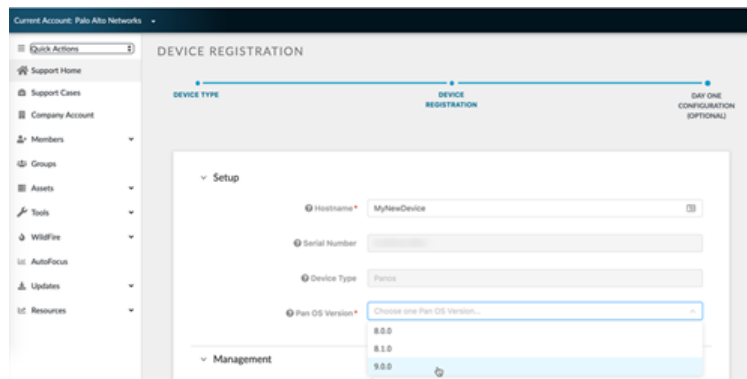 Current Account: Palo Alto Networks
Quick Actions
DEVICE REGISTRATION
Support Home
Support Cases
Company Account
Members
Groups
Assets
Tools
WildFire
AutoFocus
Updates
Resources
DEVICE TYPE
DEVICE
REGISTRATION
DAY ONE
CONFIGURATION
(OPTIONAL)
Setup
Hostname* MyNewDevice
Serial Number
Device Type Panos
Pan OS Version* Choose one Pan OS Version...
8.0.0
8.1.0
9.0.0
Management